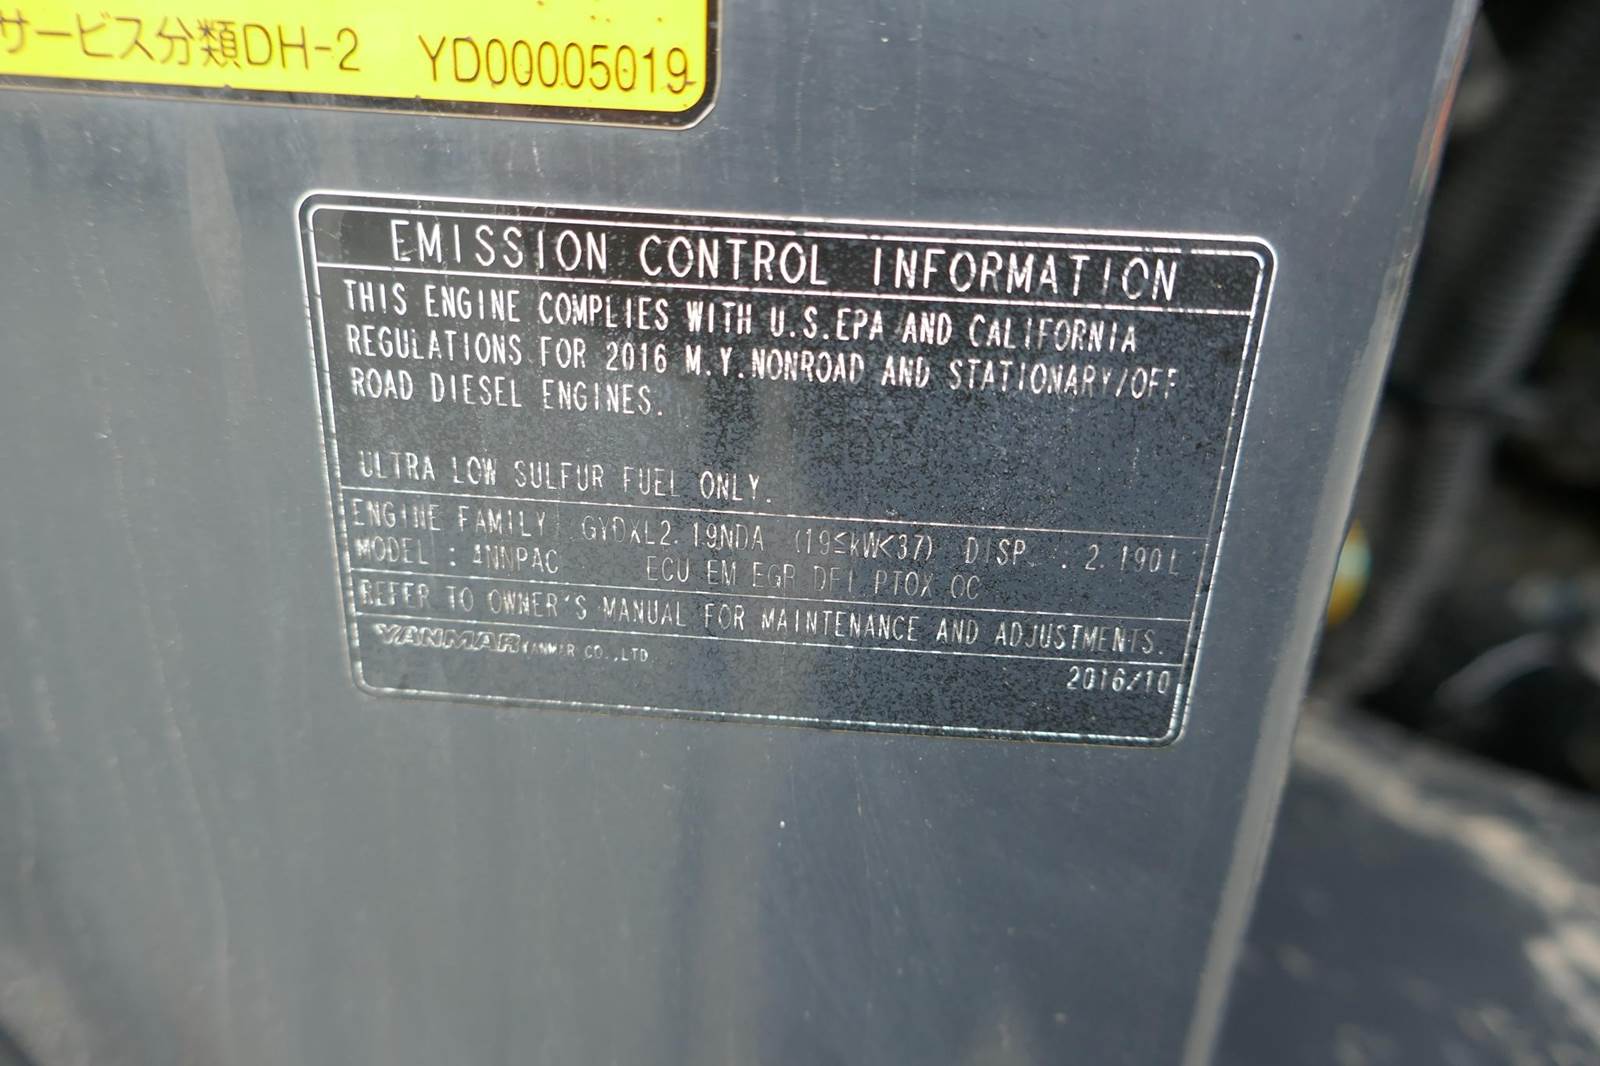 サービス分類DH-2 YD00005019
EMISSION CONTROL INFORMATION
THIS ENGINE COMPLIES WITH U.S.EPA AND CALIFORNIA
REGULATIONS FOR 2016 M.Y.NONROAD AND STATIONARY/OFF
ROAD DIESEL ENGINES.
ULTRA LOW SULFUR FUEL ONLY.
ENGINE FAMILY GYDXL2.19NDA (19≤kW<37) DISP. : 2.190L
MODEL : 4NNPAC ECU EM EGR DFI PTOX OC
REFER TO OWNER'S MANUAL FOR MAINTENANCE AND ADJUSTMENTS.
YANMAR YANMAR CO.,LTD.
2016/10